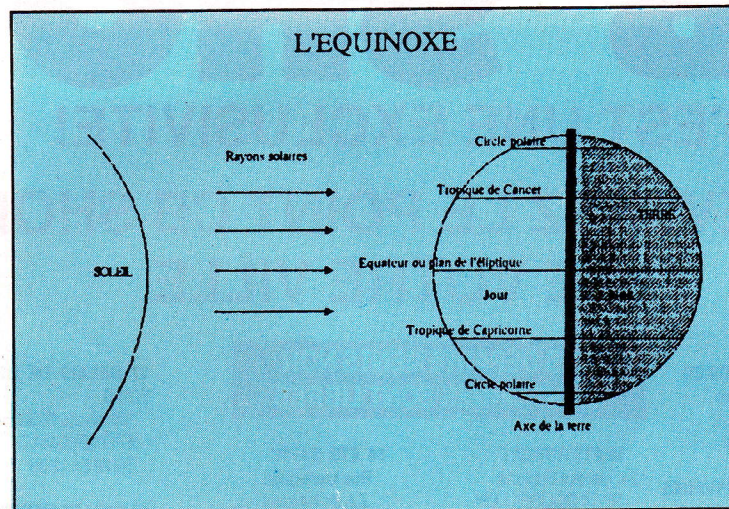 L'EQUINOXE
Circle polaire
Rayons solaires
Tropique de Cancer
TERRE
Equateur ou plan de l'éliptique
SOLEIL
Jour
Tropique de Capricorne
Circle polaire
Axe de la terre